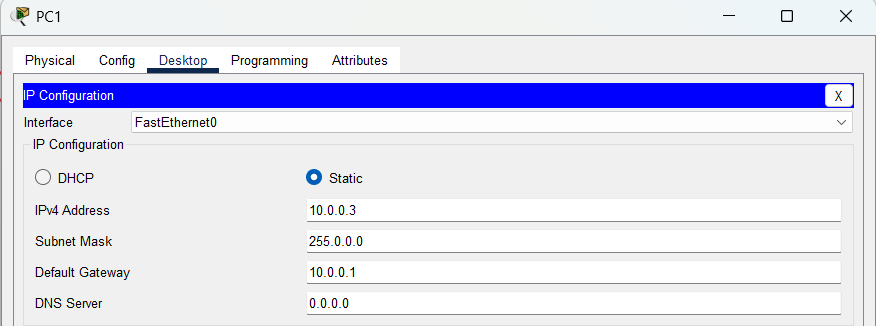 PC1
Physical Config Desktop Programming Attributes
IP Configuration X
Interface FastEthernet0
IP Configuration
DHCP Static
IPv4 Address 10.0.0.3
Subnet Mask 255.0.0.0
Default Gateway 10.0.0.1
DNS Server 0.0.0.0